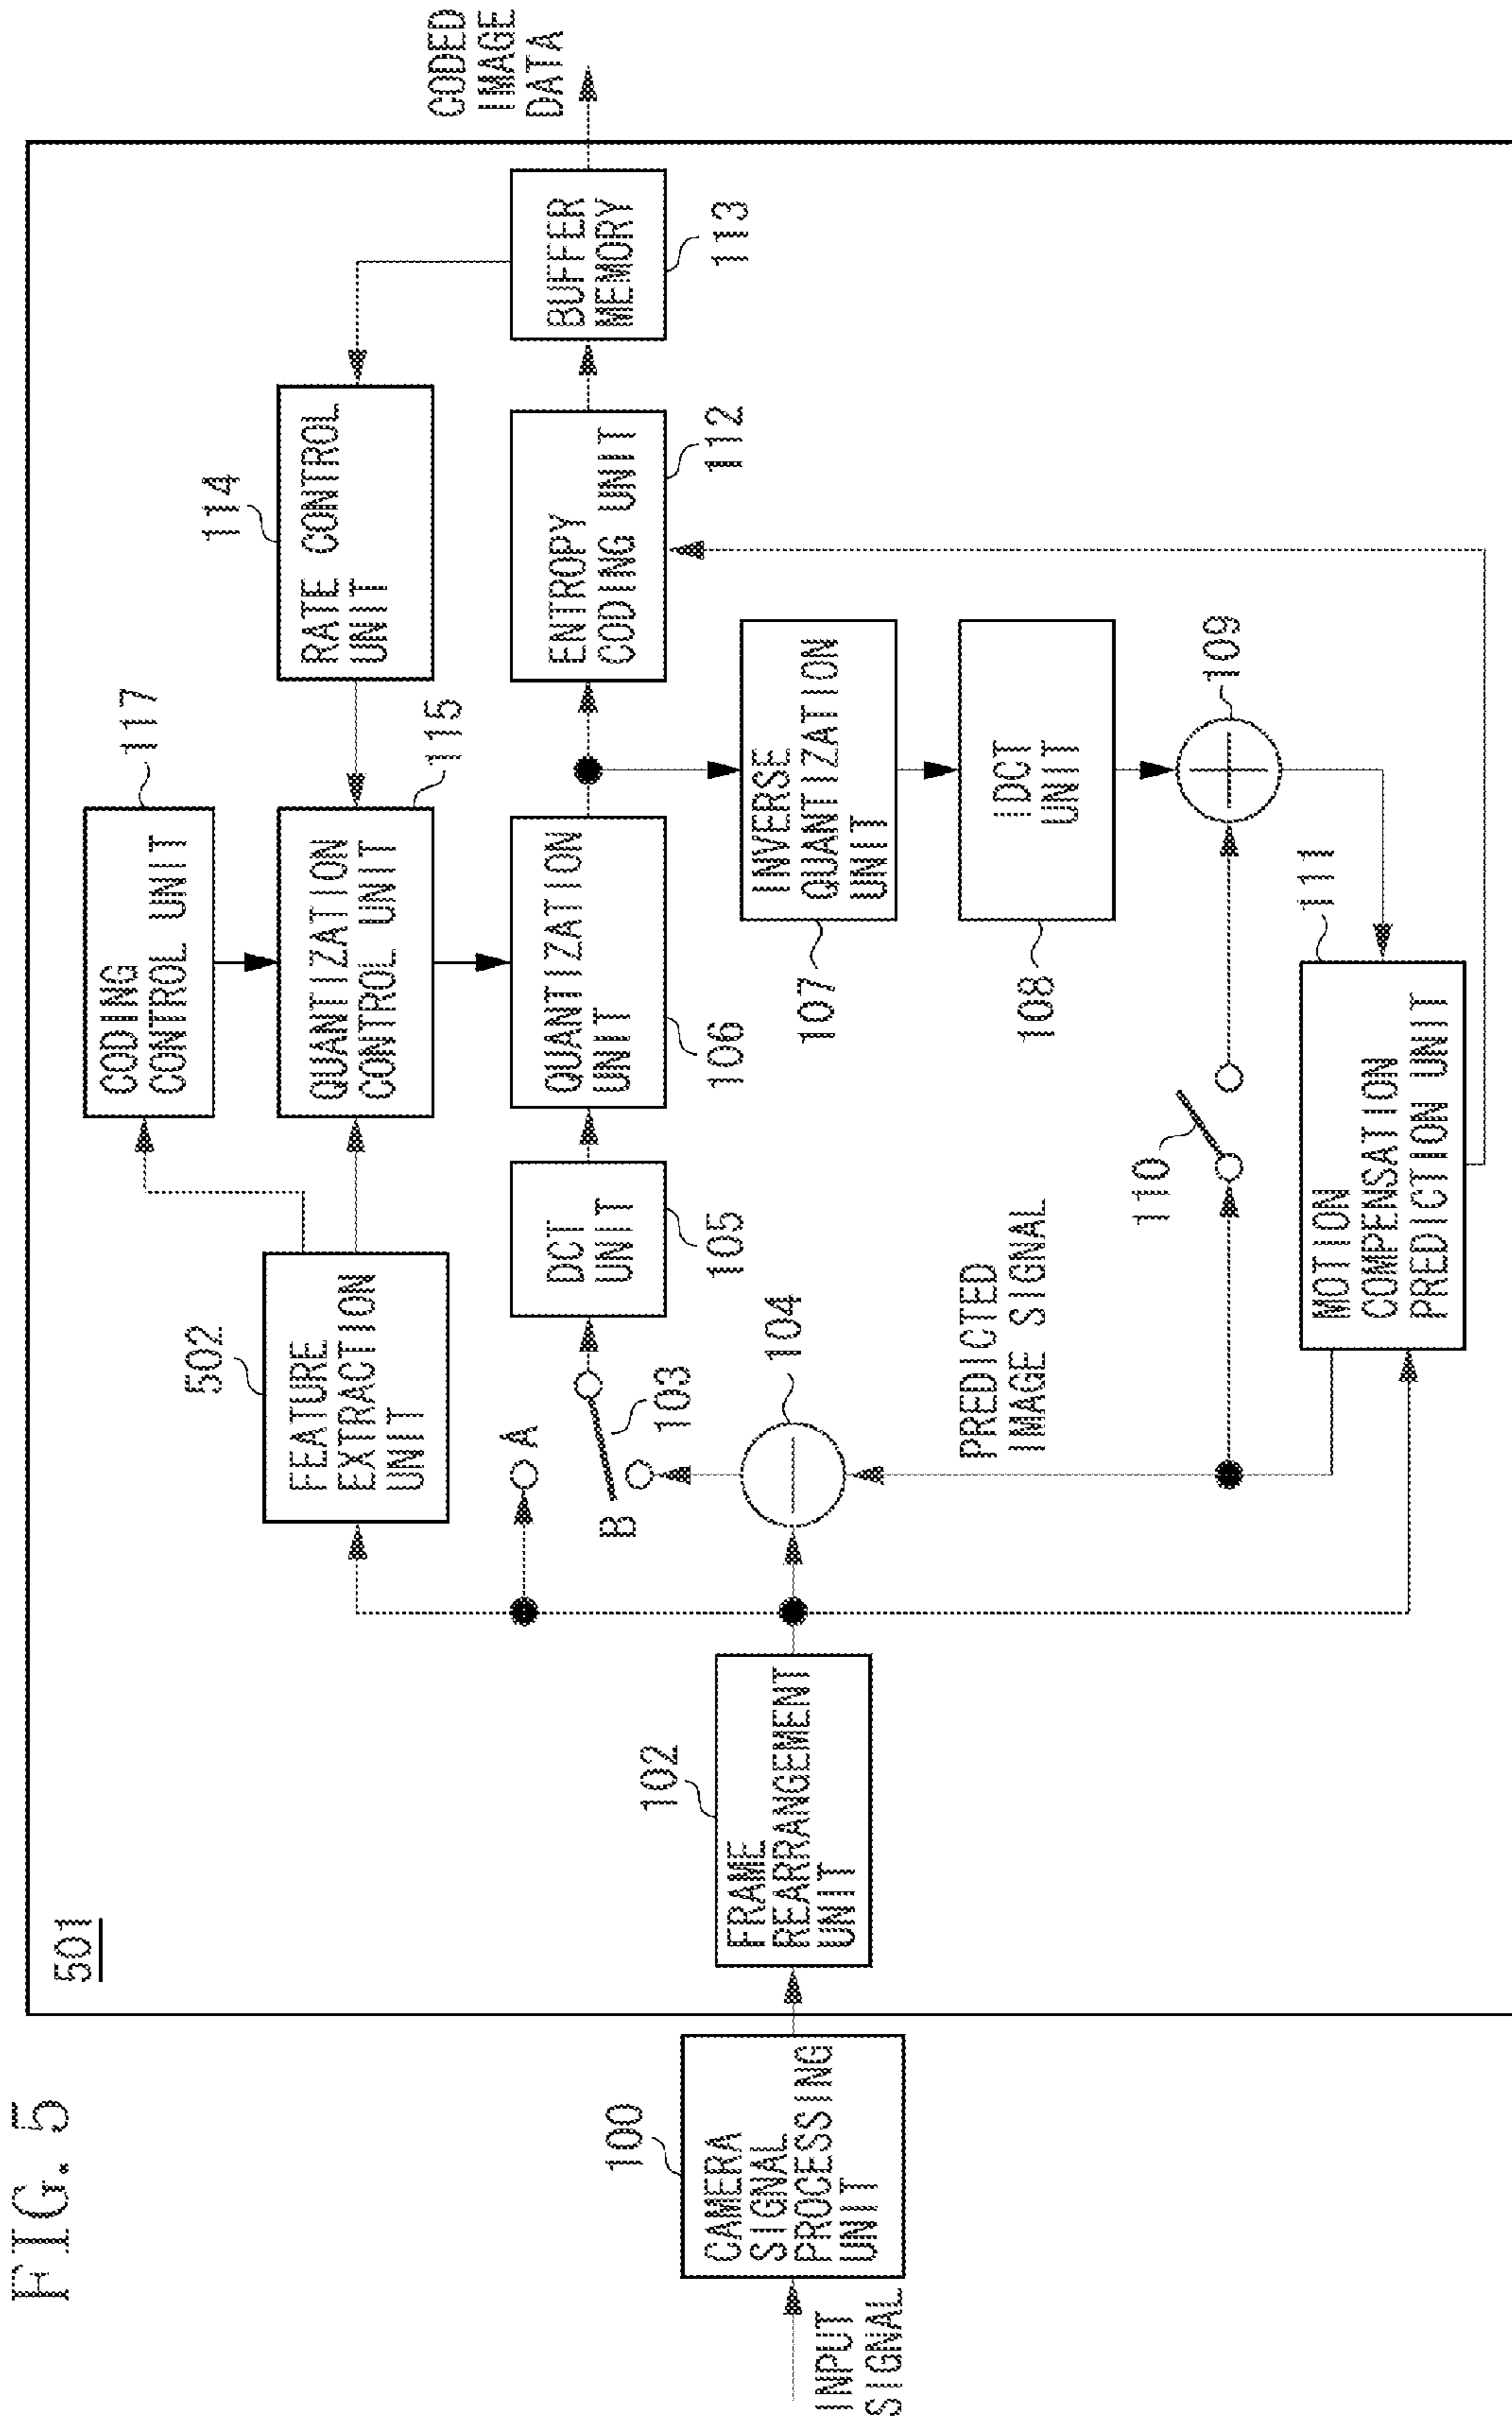 FIG. 5
501
INPUT
SIGNAL
100
CAMERA
SIGNAL
PROCESSING
UNIT
102
FRAME
REARRANGEMENT
UNIT
502
FEATURE
EXTRACTION
UNIT
A
B
103
104
PREDICTED
IMAGE SIGNAL
DCT
UNIT
105
117
CODING
CONTROL UNIT
QUANTIZATION
CONTROL UNIT
115
QUANTIZATION
UNIT
106
114
RATE CONTROL
UNIT
ENTROPY
CODING UNIT
112
BUFFER
MEMORY
113
CODED
IMAGE
DATA
INVERSE
QUANTIZATION
UNIT
107
IDCT
UNIT
108
109
110
111
MOTION
COMPENSATION
PREDICTION UNIT